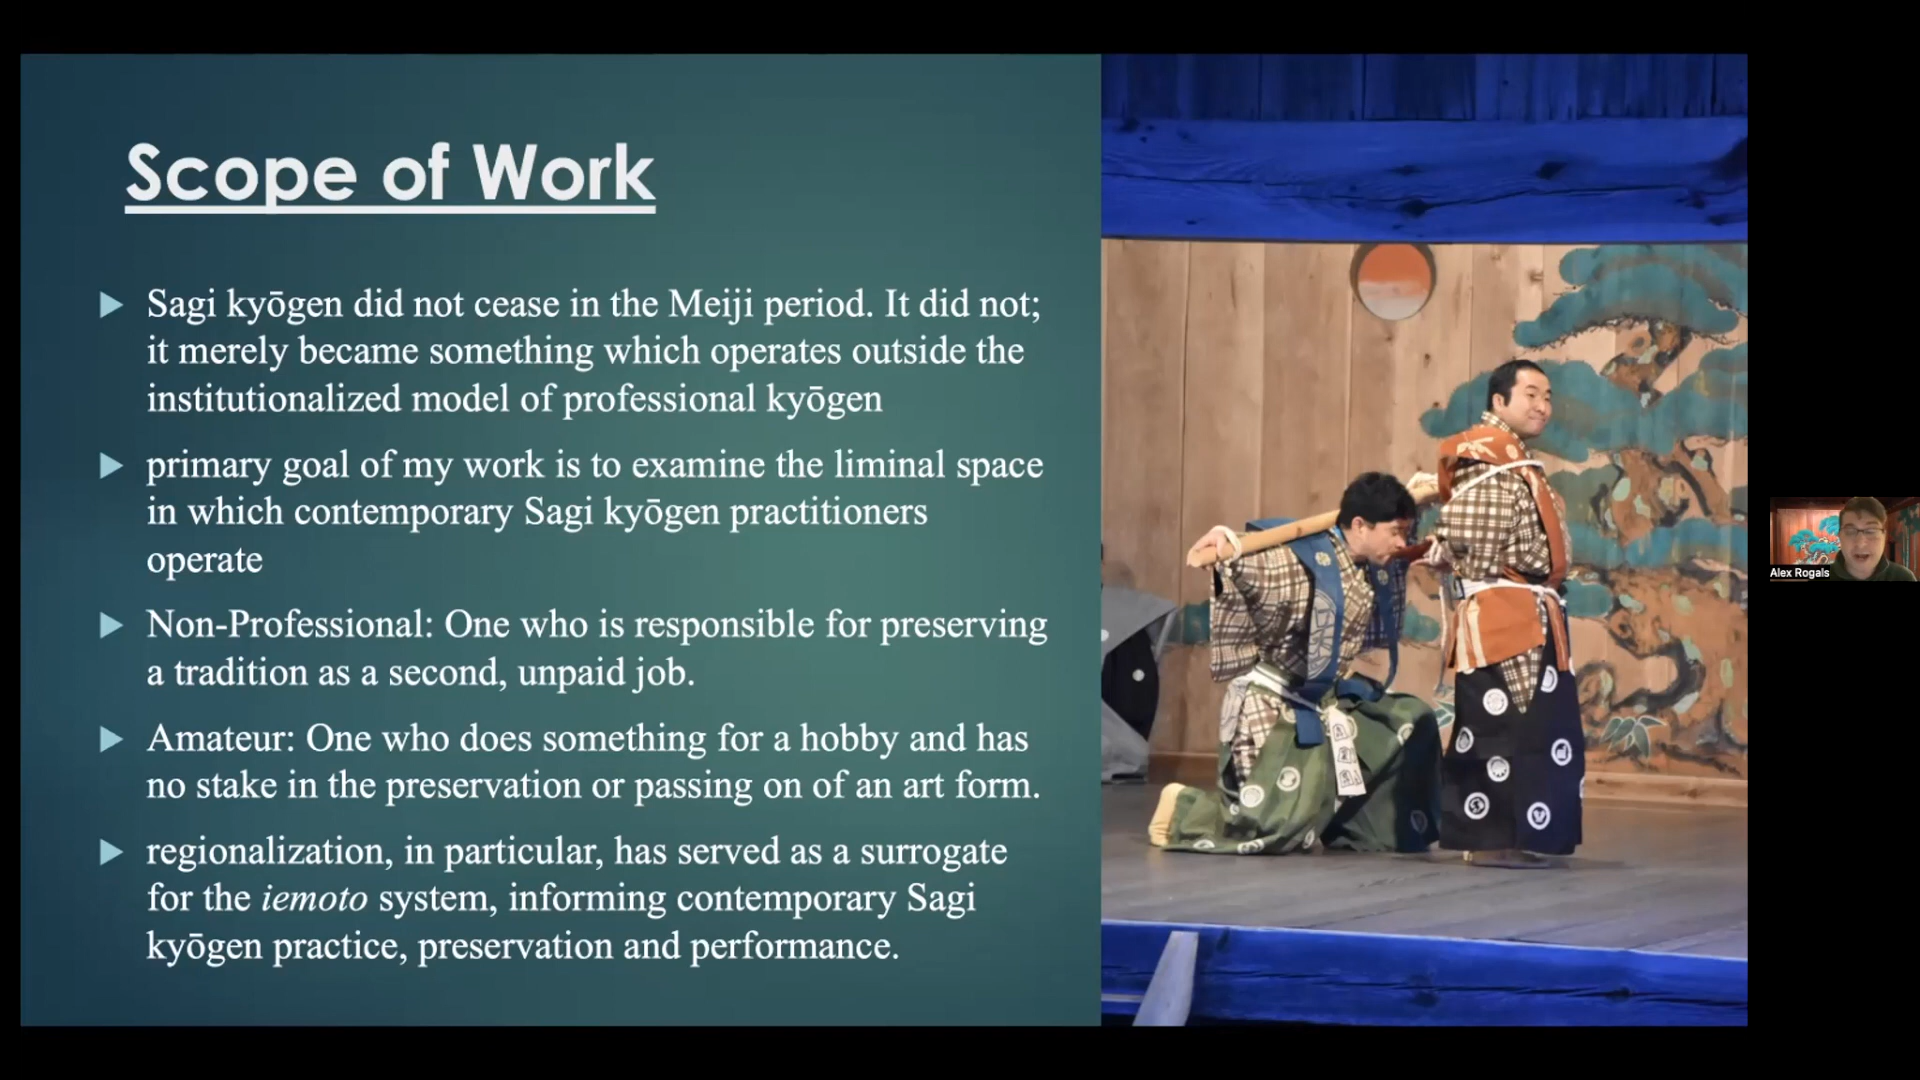 Scope of Work
Sagi kyōgen did not cease in the Meiji period. It did not;
it merely became something which operates outside the
institutionalized model of professional kyōgen
primary goal of my work is to examine the liminal space
in which contemporary Sagi kyōgen practitioners
operate
Non-Professional: One who is responsible for preserving
a tradition as a second, unpaid job.
Amateur: One who does something for a hobby and has
no stake in the preservation or passing on of an art form.
regionalization, in particular, has served as a surrogate
for the iemoto system, informing contemporary Sagi
kyōgen practice, preservation and performance.
Alex Rogals